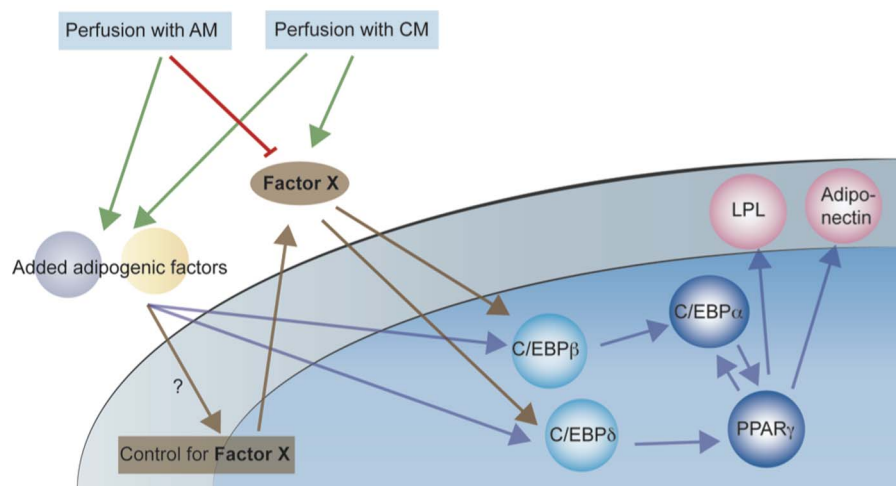 Perfusion with AM
Perfusion with CM
Factor X
LPL
Adipo-
nectin
Added adipogenic factors
C/EBPα
C/EBPβ
?
C/EBPδ
PPARγ
Control for Factor X